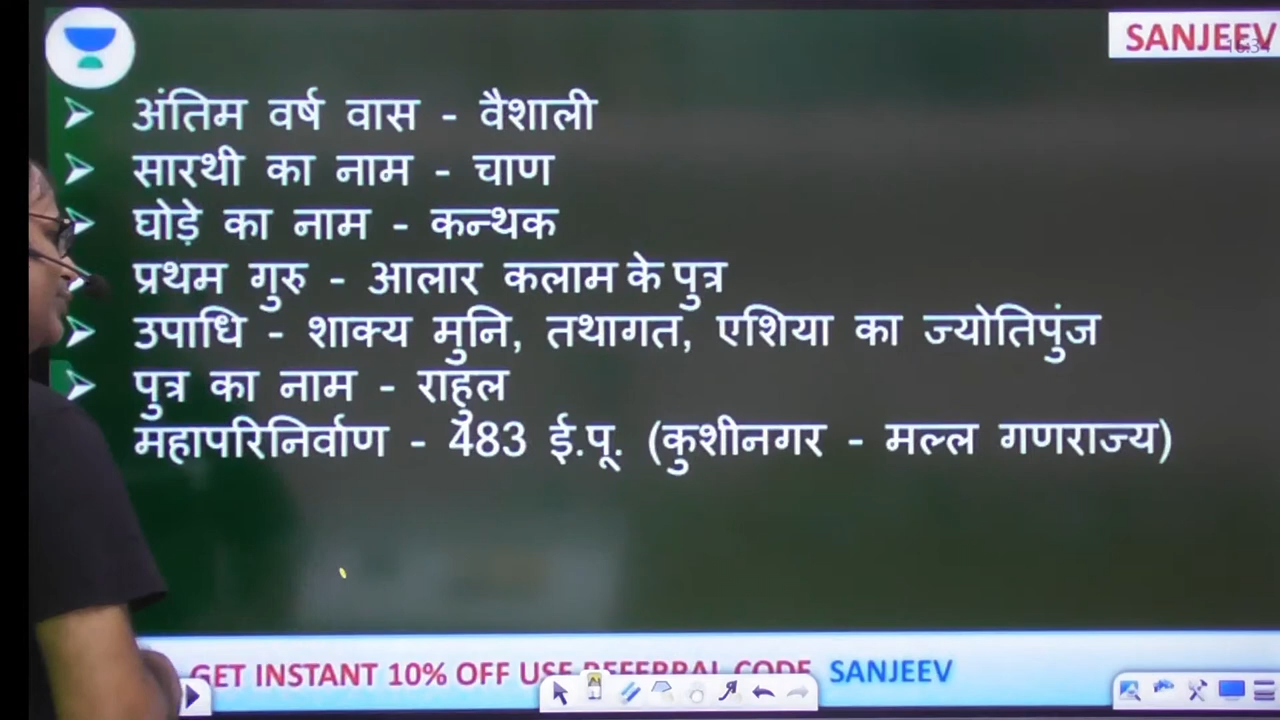 SANJEEV
अंतिम वर्ष वास - वैशाली
सारथी का नाम - चाण
घोड़े का नाम - कन्थक
प्रथम गुरु - आलार कलाम के पुत्र
उपाधि - शाक्य मुनि, तथागत, एशिया का ज्योतिपुंज
पुत्र का नाम - राहुल
महापरिनिर्वाण - 483 ई.पू. (कुशीनगर - मल्ल गणराज्य)
GET INSTANT 10% OFF USE REFERRAL CODE SANJEEV